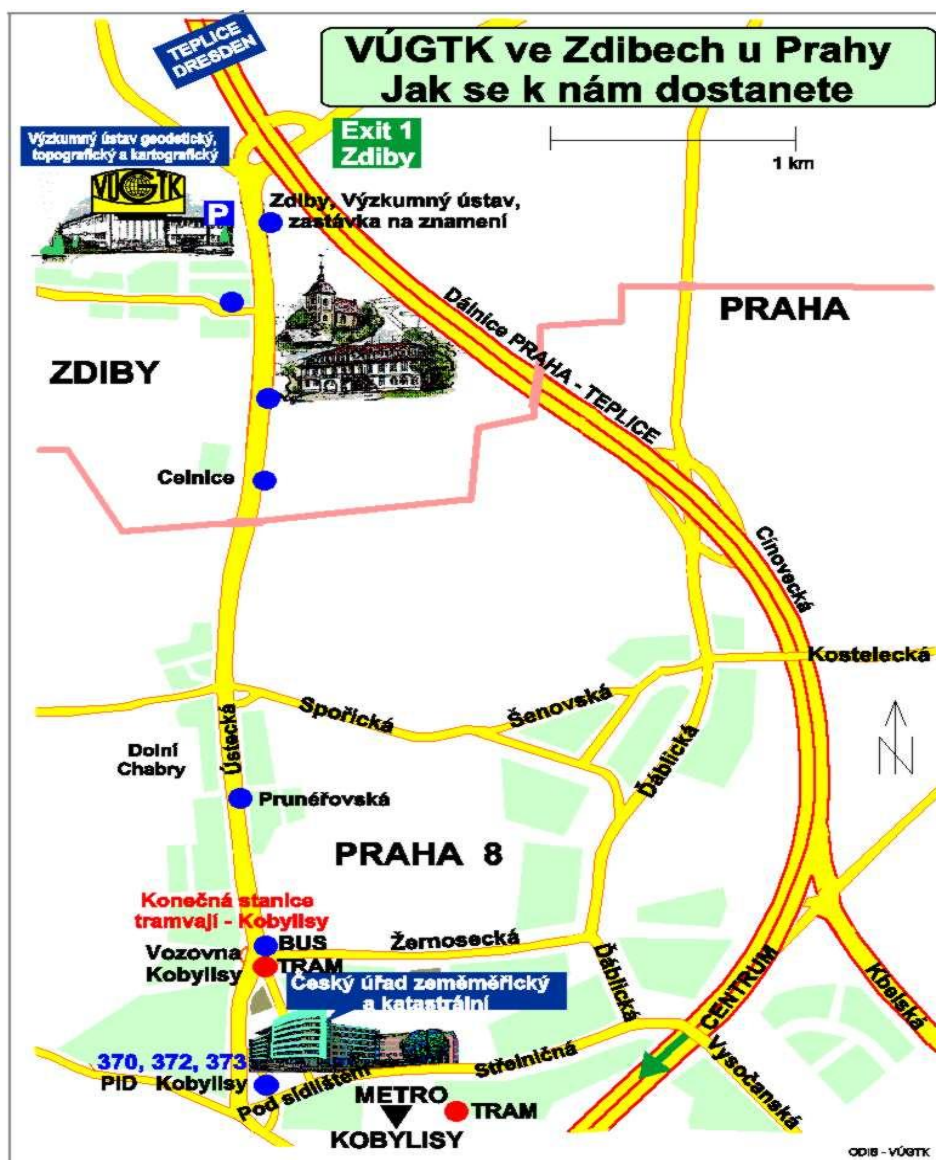 TEPLICE
DRESDEN
VÚGTK ve Zdibech u Prahy
Jak se k nám dostanete
Exit 1
Zdiby
1 km
Výzkumný ústav geodetický,
topografický a kartografický
VÚGTK
P
Zdiby, Výzkumný ústav,
zastávka na znamení
Dálnice PRAHA - TEPLICE
PRAHA
ZDIBY
Celnice
Cínovecká
Kostelecká
Spořická
Šenovská
Ústecká
Dolní
Chabry
Ďáblická
N
Prunéřovská
PRAHA 8
Konečná stanice
tramvají - Kobylisy
BUS
Žernosecká
Vozovna
Kobylisy
TRAM
Český úřad zeměměřický
a katastrální
Ďáblická
CENTRUM
Kbelská
Vysočanská
370, 372, 373
PID Kobylisy
Pod sídlištěm
Střelničná
METRO
KOBYLISY
TRAM
ODIS - VÚGTK